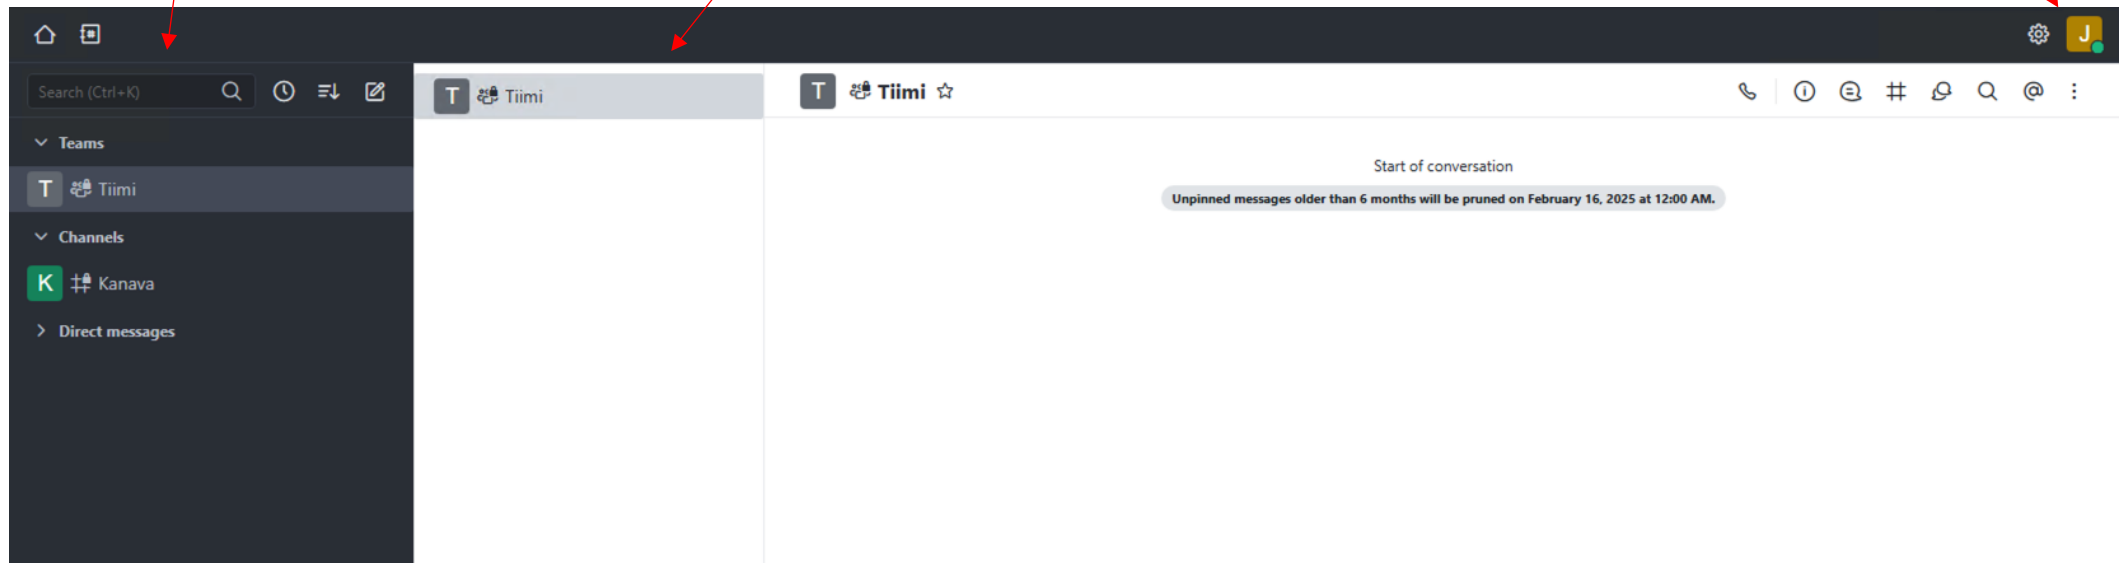 J
Search (Ctrl+K)
Teams
T Tiimi
Channels
K Kanava
Direct messages
T Tiimi
T Tiimi
Start of conversation
Unpinned messages older than 6 months will be pruned on February 16, 2025 at 12:00 AM.